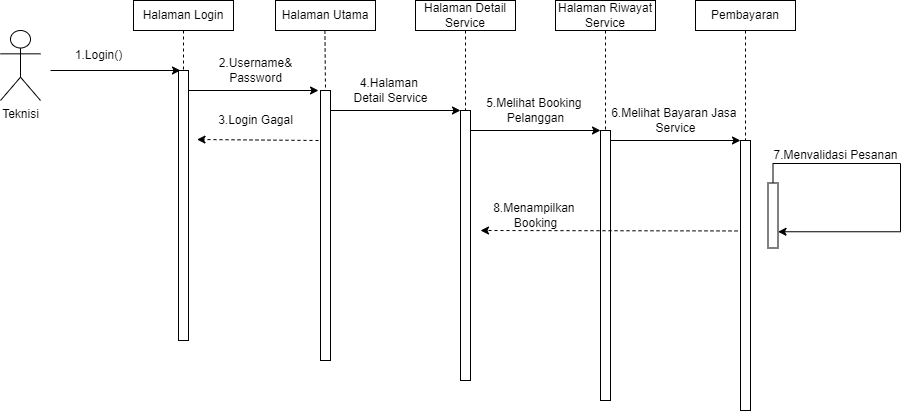 Halaman Login
Halaman Utama
Halaman Detail
Service
Halaman Riwayat
Service
Pembayaran
Teknisi
1.Login()
2.Username&
Password
3.Login Gagal
4.Halaman
Detail Service
5.Melihat Booking
Pelanggan
6.Melihat Bayaran Jasa
Service
7.Menvalidasi Pesanan
8.Menampilkan
Booking